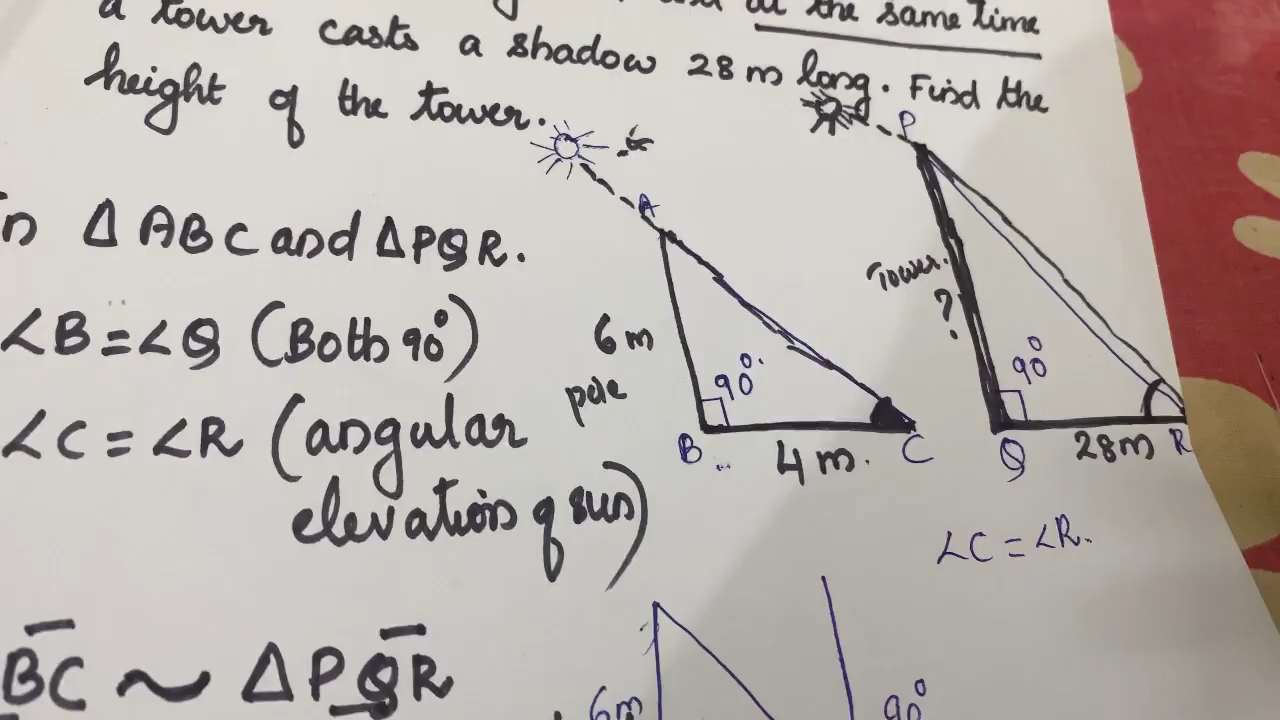 at the same time
a tower casts a shadow 28 m long. Find the
height of the tower.
In Δ ABC and ΔPQR.
∠B = ∠Q (Both 90°)
∠C = ∠R (angular
elevation of sun)
BC ~ ΔPQR
A
6 m
pole
90°
B
4 m.
C
P
Tower.
?
90°
Q
28m
R
∠C = ∠R.
6m
90°